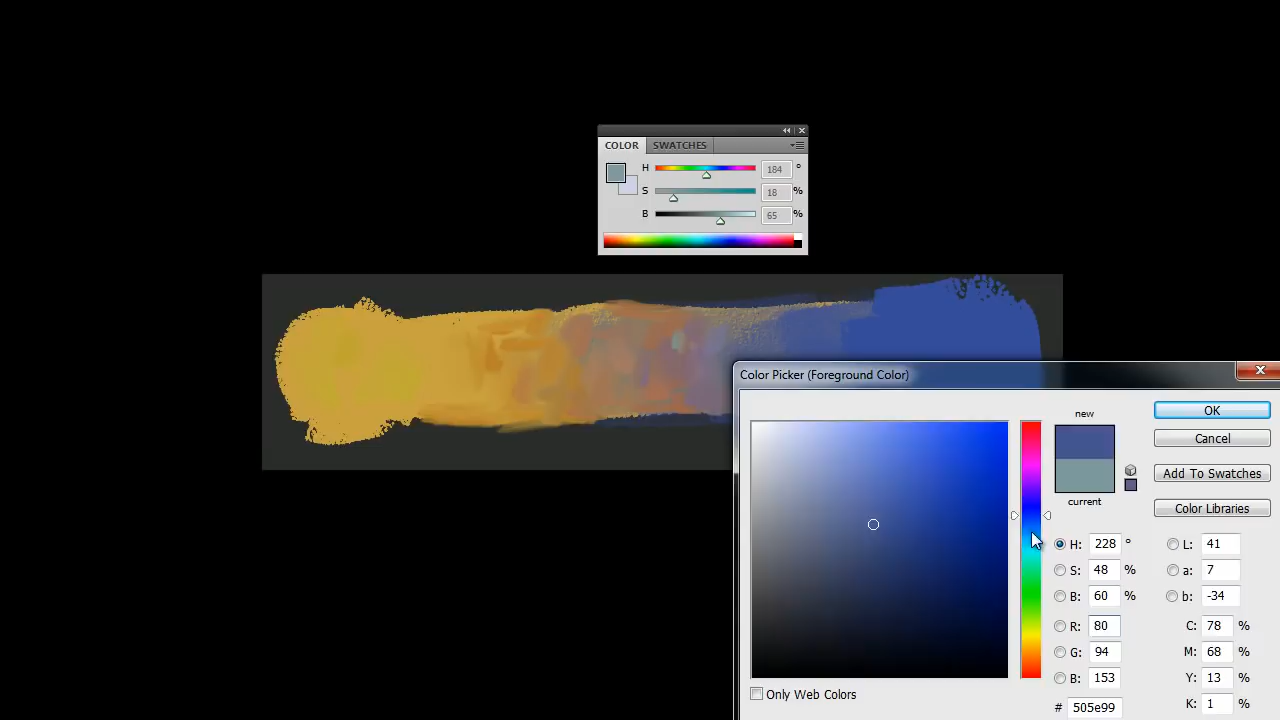 COLOR SWATCHES
H 184 °
S 18 %
B 65 %
Color Picker (Foreground Color)
new
current
OK
Cancel
Add To Swatches
Color Libraries
H: 228 °
S: 48 %
B: 60 %
R: 80
G: 94
B: 153
# 505e99
L: 41
a: 7
b: -34
C: 78 %
M: 68 %
Y: 13 %
K: 1 %
Only Web Colors